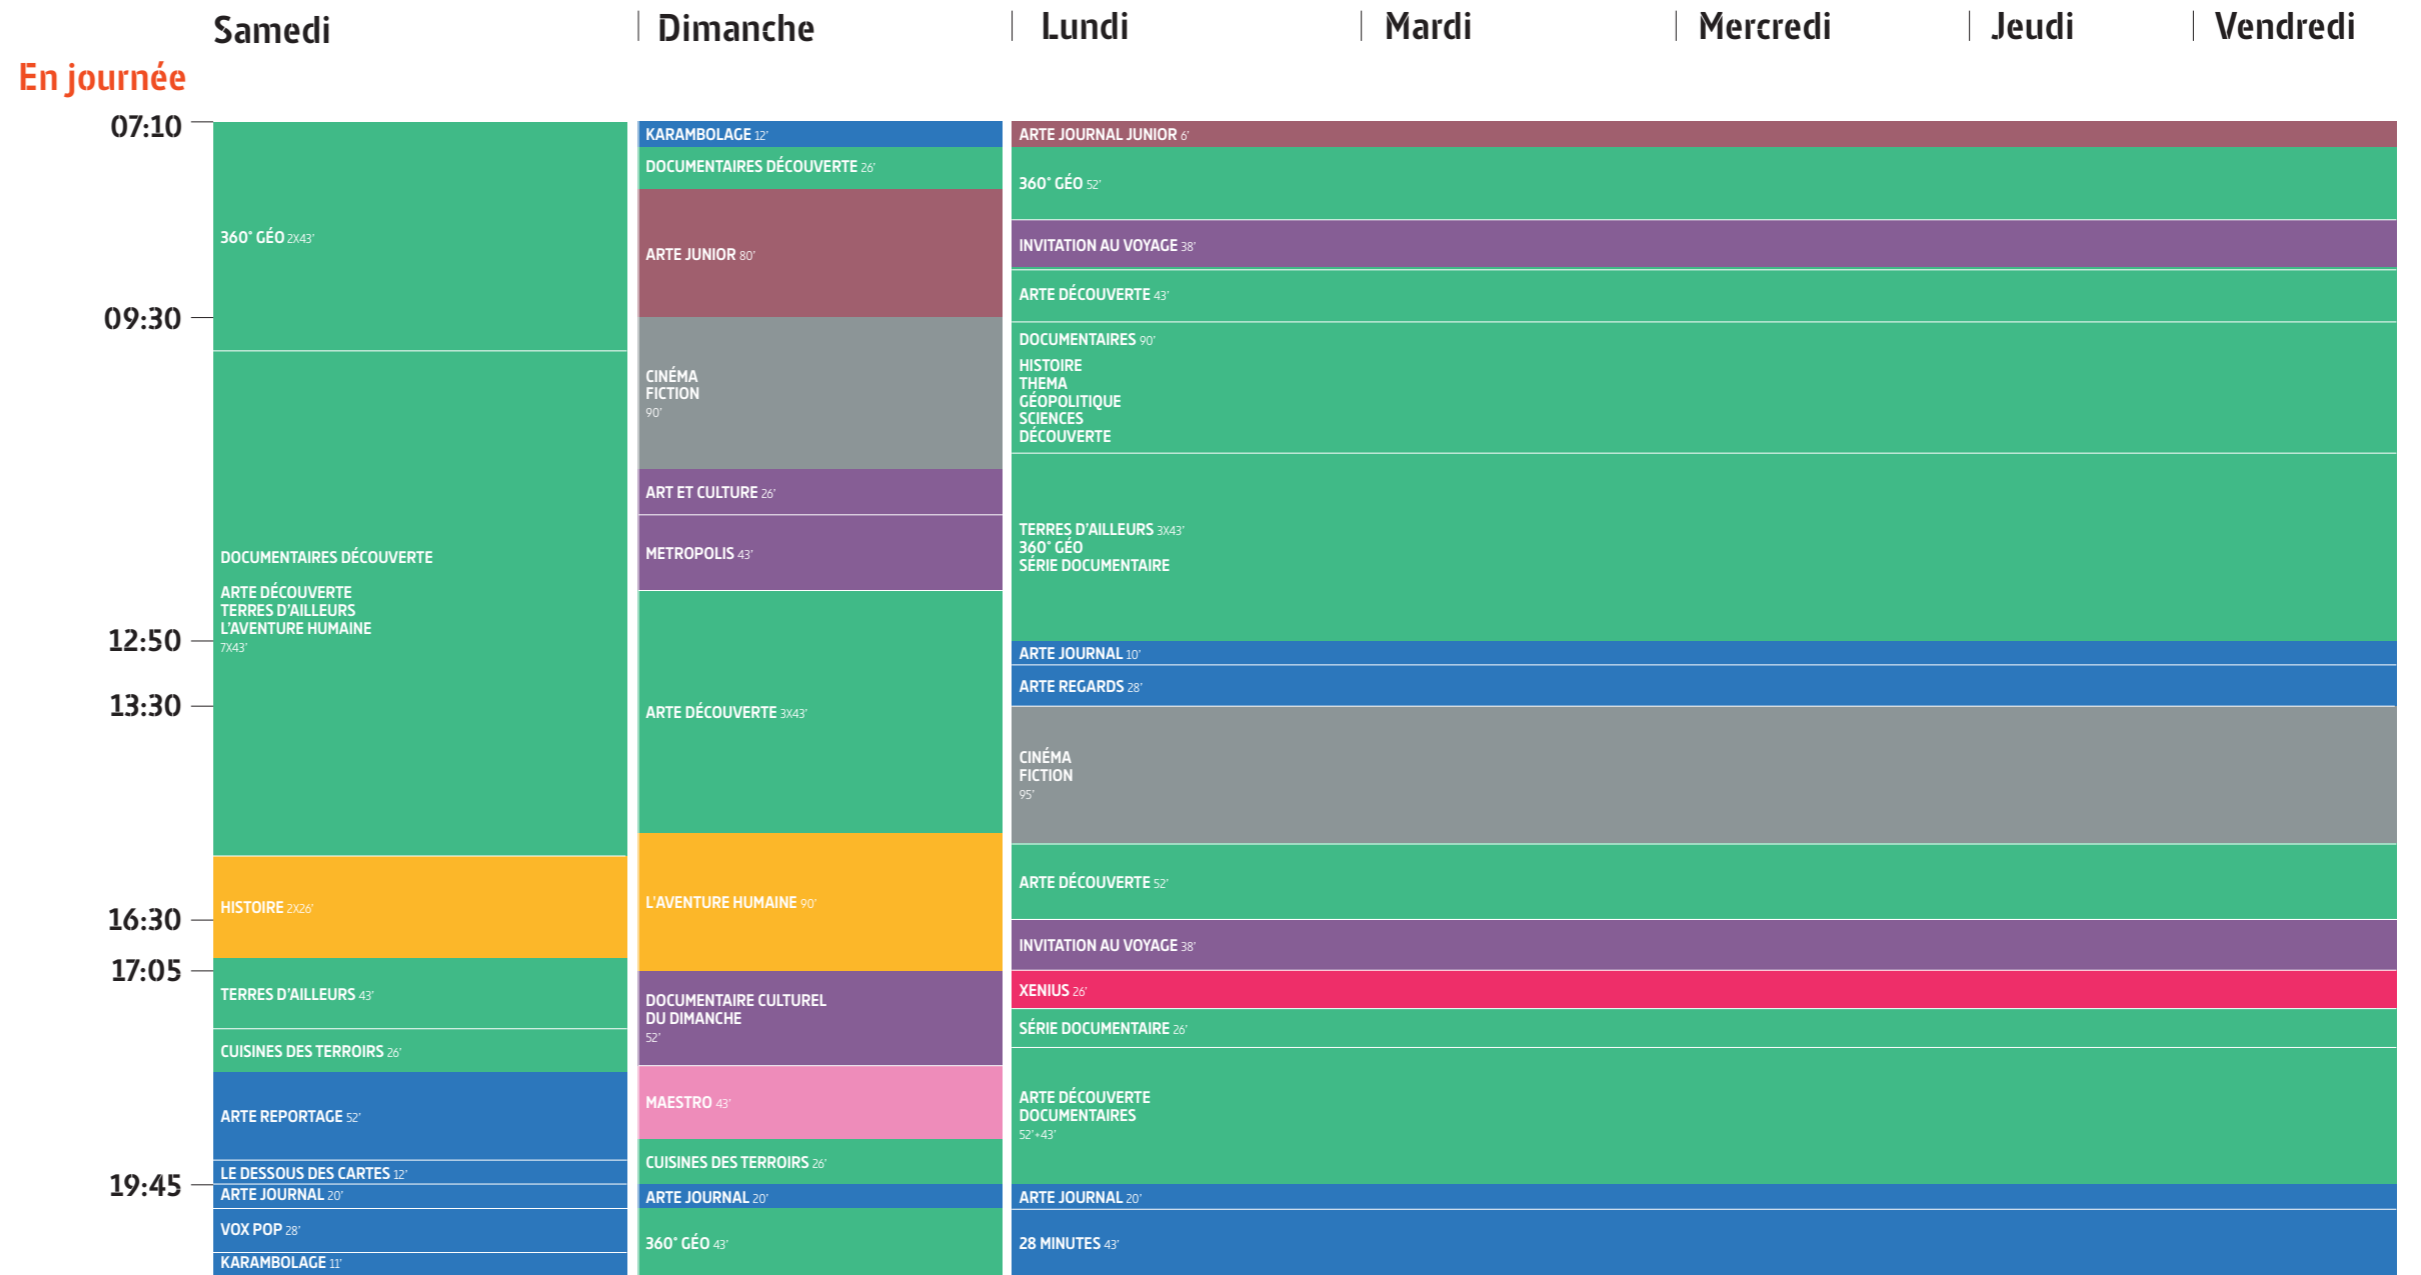 Samedi
Dimanche
Lundi
Mardi
Mercredi
Jeudi
Vendredi
En journée
07:10
09:30
12:50
13:30
16:30
17:05
19:45
360° GÉO 2X43'
DOCUMENTAIRES DÉCOUVERTE
ARTE DÉCOUVERTE
TERRES D'AILLEURS
L'AVENTURE HUMAINE
7X43'
HISTOIRE 2X26'
TERRES D'AILLEURS 43'
CUISINES DES TERROIRS 26'
ARTE REPORTAGE 52'
LE DESSOUS DES CARTES 12'
ARTE JOURNAL 20'
VOX POP 28'
KARAMBOLAGE 11'
KARAMBOLAGE 12'
DOCUMENTAIRES DÉCOUVERTE 26'
ARTE JUNIOR 80'
CINÉMA
FICTION
90'
ART ET CULTURE 26'
METROPOLIS 43'
ARTE DÉCOUVERTE 3X43'
L'AVENTURE HUMAINE 90'
DOCUMENTAIRE CULTUREL
DU DIMANCHE
52'
MAESTRO 43'
CUISINES DES TERROIRS 26'
ARTE JOURNAL 20'
360° GÉO 43'
ARTE JOURNAL JUNIOR 6'
360° GÉO 52'
INVITATION AU VOYAGE 38'
ARTE DÉCOUVERTE 43'
DOCUMENTAIRES 90'
HISTOIRE
THEMA
GÉOPOLITIQUE
SCIENCES
DÉCOUVERTE
TERRES D'AILLEURS 3X43'
360° GÉO
SÉRIE DOCUMENTAIRE
ARTE JOURNAL 10'
ARTE REGARDS 28'
CINÉMA
FICTION
95'
ARTE DÉCOUVERTE 52'
INVITATION AU VOYAGE 38'
XENIUS 26'
SÉRIE DOCUMENTAIRE 26'
ARTE DÉCOUVERTE
DOCUMENTAIRES
52'+43'
ARTE JOURNAL 20'
28 MINUTES 43'